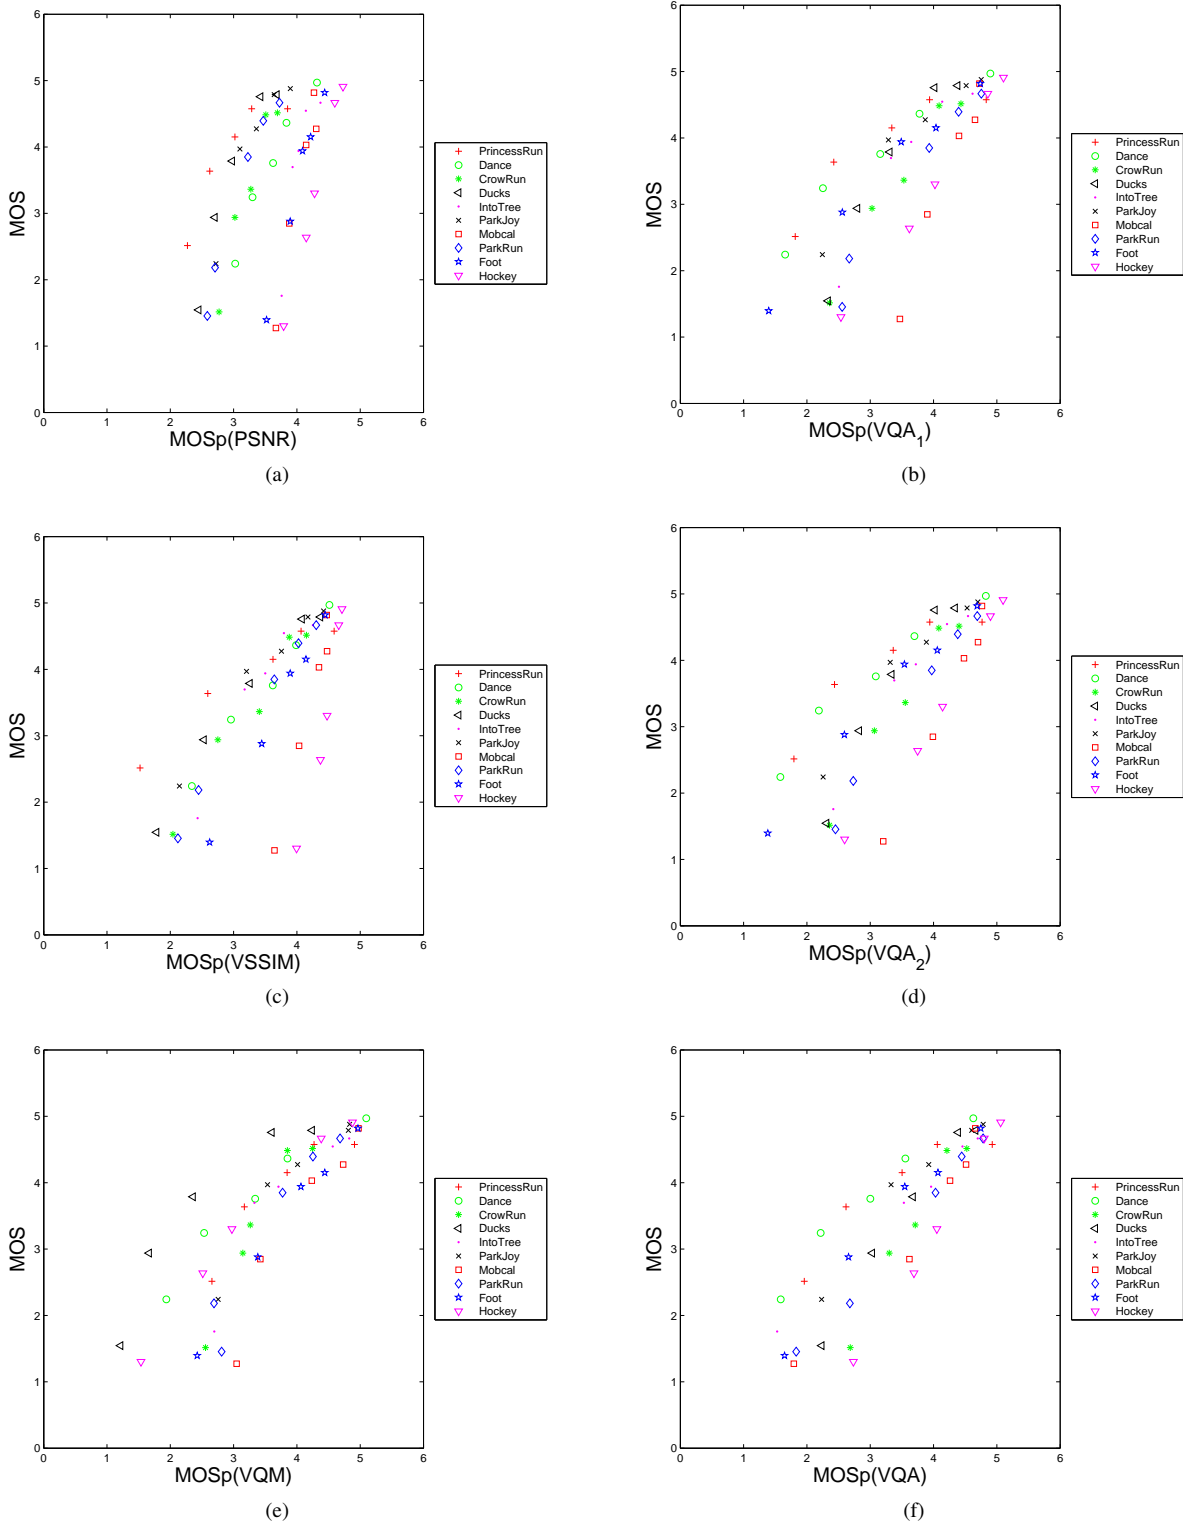 6
5
4
3
2
1
0
MOS
0 1 2 3 4 5 6
MOSp(PSNR)
PrincessRun
Dance
CrowRun
Ducks
IntoTree
ParkJoy
Mobcal
ParkRun
Foot
Hockey
(a)
6
5
4
3
2
1
0
MOS
0 1 2 3 4 5 6
MOSp(VQA1)
PrincessRun
Dance
CrowRun
Ducks
IntoTree
ParkJoy
Mobcal
ParkRun
Foot
Hockey
(b)
6
5
4
3
2
1
0
MOS
0 1 2 3 4 5 6
MOSp(VSSIM)
PrincessRun
Dance
CrowRun
Ducks
IntoTree
ParkJoy
Mobcal
ParkRun
Foot
Hockey
(c)
6
5
4
3
2
1
0
MOS
0 1 2 3 4 5 6
MOSp(VQA2)
PrincessRun
Dance
CrowRun
Ducks
IntoTree
ParkJoy
Mobcal
ParkRun
Foot
Hockey
(d)
6
5
4
3
2
1
0
MOS
0 1 2 3 4 5 6
MOSp(VQM)
PrincessRun
Dance
CrowRun
Ducks
IntoTree
ParkJoy
Mobcal
ParkRun
Foot
Hockey
(e)
6
5
4
3
2
1
0
MOS
0 1 2 3 4 5 6
MOSp(VQA)
PrincessRun
Dance
CrowRun
Ducks
IntoTree
ParkJoy
Mobcal
ParkRun
Foot
Hockey
(f)